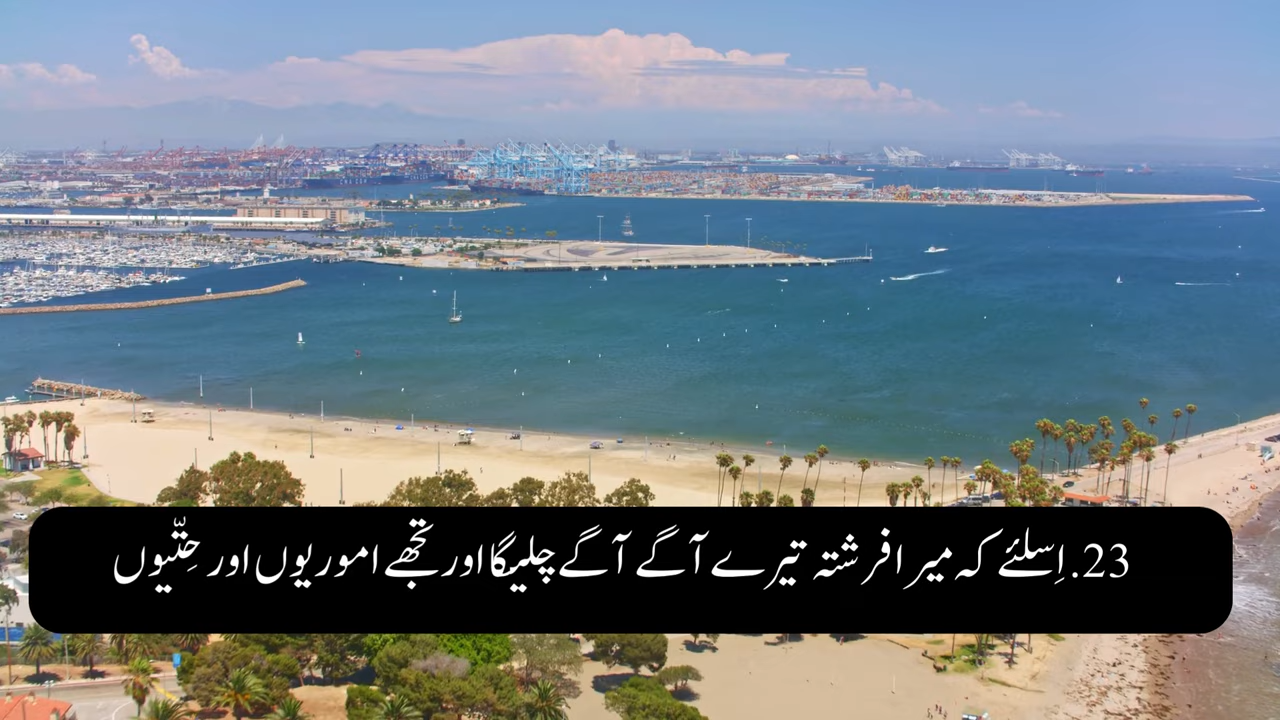 23. اِسلئے کہ میرا فرشتہ تیرے آگے آگے چلیگا اور تجھے اموریوں اور حِتّیوں